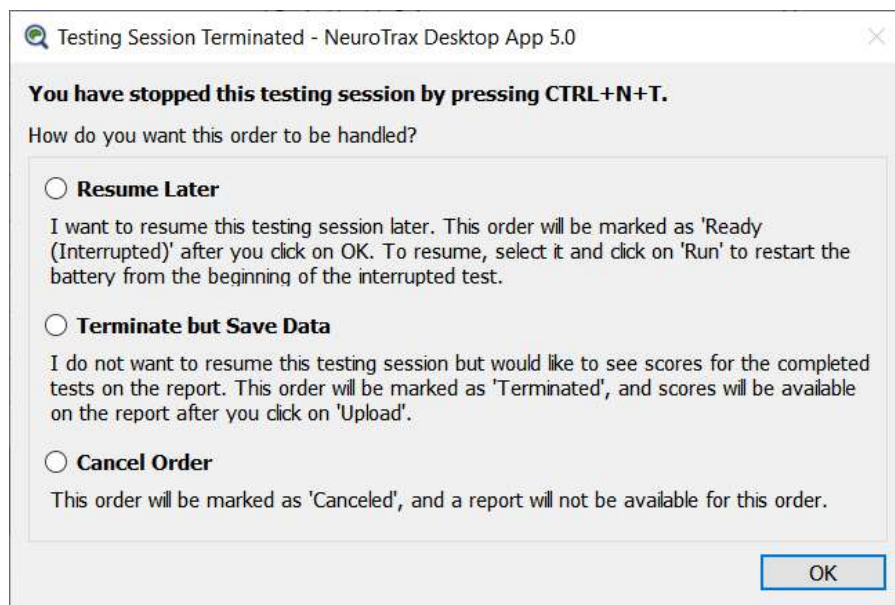 Testing Session Terminated - NeuroTrax Desktop App 5.0
You have stopped this testing session by pressing CTRL+N+T.
How do you want this order to be handled?
Resume Later
I want to resume this testing session later. This order will be marked as 'Ready
(Interrupted)' after you click on OK. To resume, select it and click on 'Run' to restart the
battery from the beginning of the interrupted test.
Terminate but Save Data
I do not want to resume this testing session but would like to see scores for the completed
tests on the report. This order will be marked as 'Terminated', and scores will be available
on the report after you click on 'Upload'.
Cancel Order
This order will be marked as 'Canceled', and a report will not be available for this order.
OK